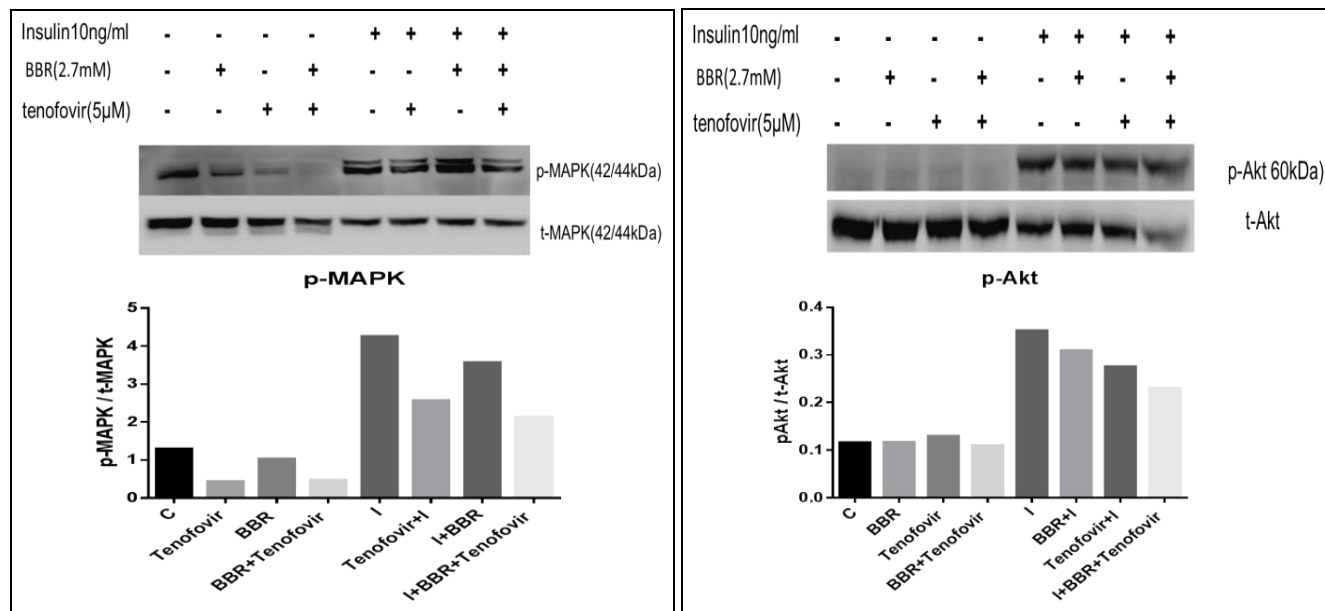 Insulin10ng/ml - - - - + + + +
BBR(2.7mM) - + - + - - + +
tenofovir(5µM) - - + + - + - +
p-MAPK(42/44kDa)
t-MAPK(42/44kDa)
p-MAPK
p-MAPK / t-MAPK
5
4
3
2
1
0
C
Tenofovir
BBR
BBR+Tenofovir
I
Tenofovir+I
I+BBR
I+BBR+Tenofovir
Insulin10ng/ml - - - - + + + +
BBR(2.7mM) - + - + - + - +
tenofovir(5µM) - - + + - - + +
p-Akt 60kDa)
t-Akt
p-Akt
pAkt / t-Akt
0.4
0.3
0.2
0.1
0.0
C
BBR
Tenofovir
BBR+Tenofovir
I
BBR+I
Tenofovir+I
I+BBR+Tenofovir